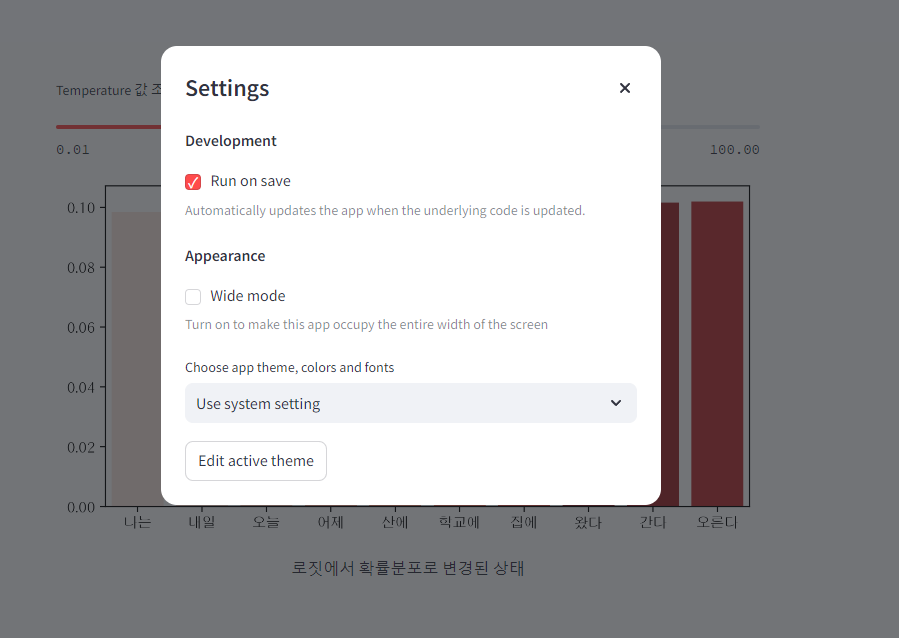 Settings
Development
Run on save
Automatically updates the app when the underlying code is updated.
Appearance
Wide mode
Turn on to make this app occupy the entire width of the screen
Choose app theme, colors and fonts
Use system setting
Edit active theme
Temperature 값 조
0.01 100.00
0.10
0.08
0.06
0.04
0.02
0.00
나는 내일 오늘 어제 산에 학교에 집에 왔다 간다 오른다
로짓에서 확률분포로 변경된 상태